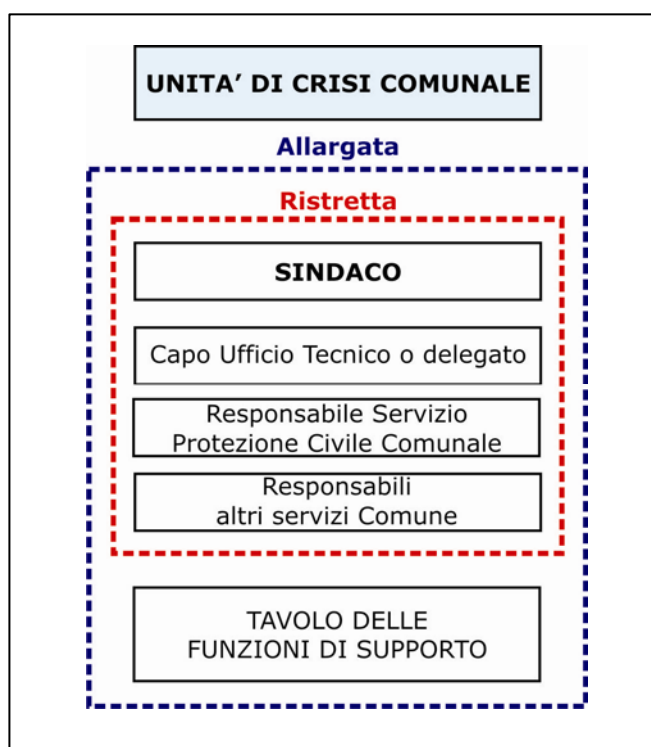 UNITA’ DI CRISI COMUNALE
Allargata
Ristretta
SINDACO
Capo Ufficio Tecnico o delegato
Responsabile Servizio
Protezione Civile Comunale
Responsabili
altri servizi Comune
TAVOLO DELLE
FUNZIONI DI SUPPORTO